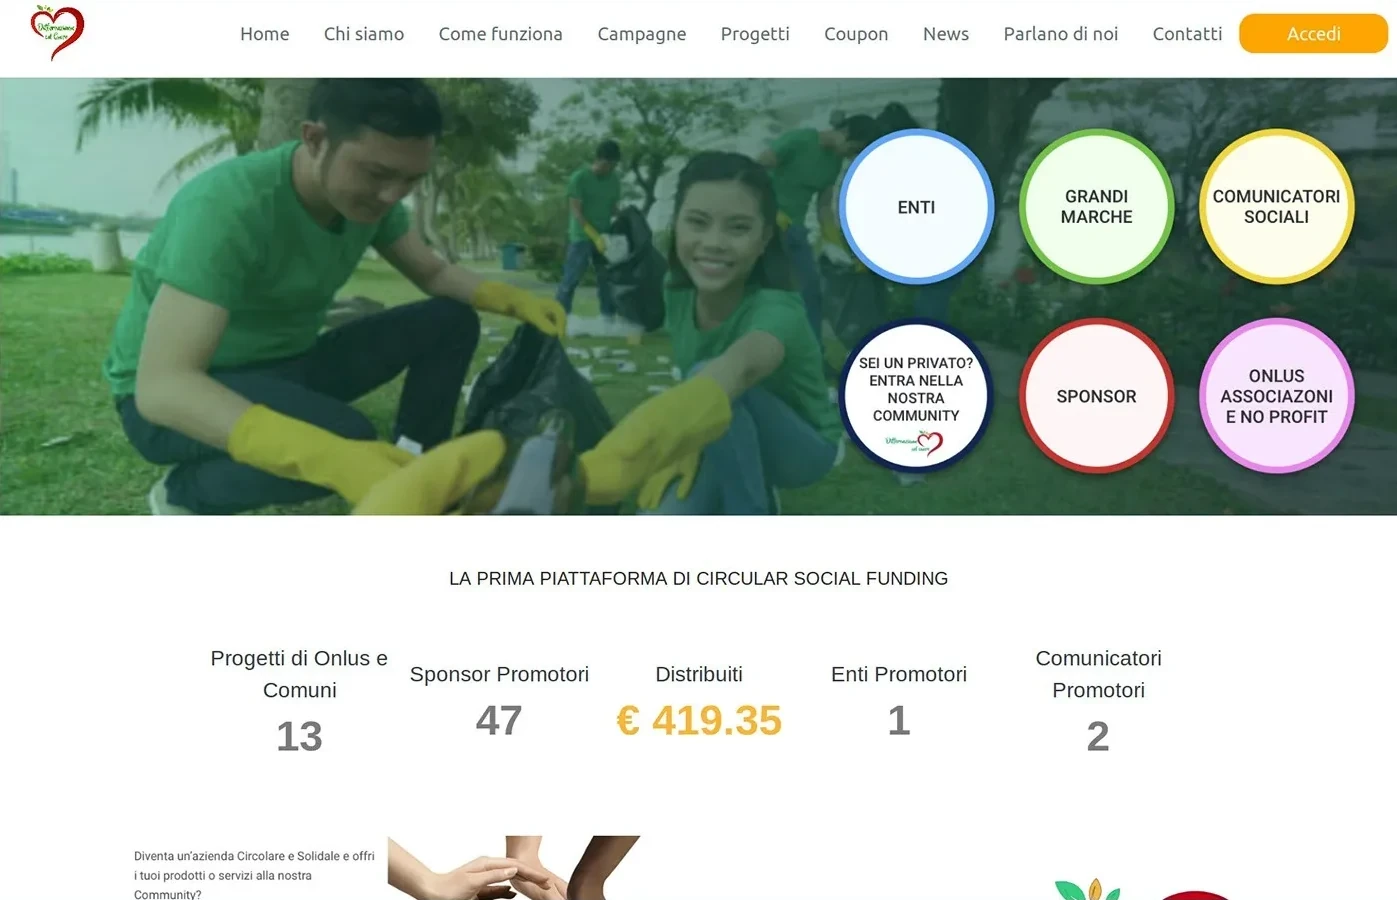 Home
Chi siamo
Come funziona
Campagne
Progetti
Coupon
News
Parlano di noi
Contatti
Accedi
ENTI
GRANDI
MARCHE
COMUNICATORI
SOCIALI
SEI UN PRIVATO?
ENTRA NELLA
NOSTRA
COMMUNITY
SPONSOR
ONLUS
ASSOCIAZONI
E NO PROFIT
LA PRIMA PIATTAFORMA DI CIRCULAR SOCIAL FUNDING
Progetti di Onlus e
Comuni
13
Sponsor Promotori
47
Distribuiti
€ 419.35
Enti Promotori
1
Comunicatori
Promotori
2
Diventa un'azienda Circolare e Solidale e offri
i tuoi prodotti o servizi alla nostra
Community?